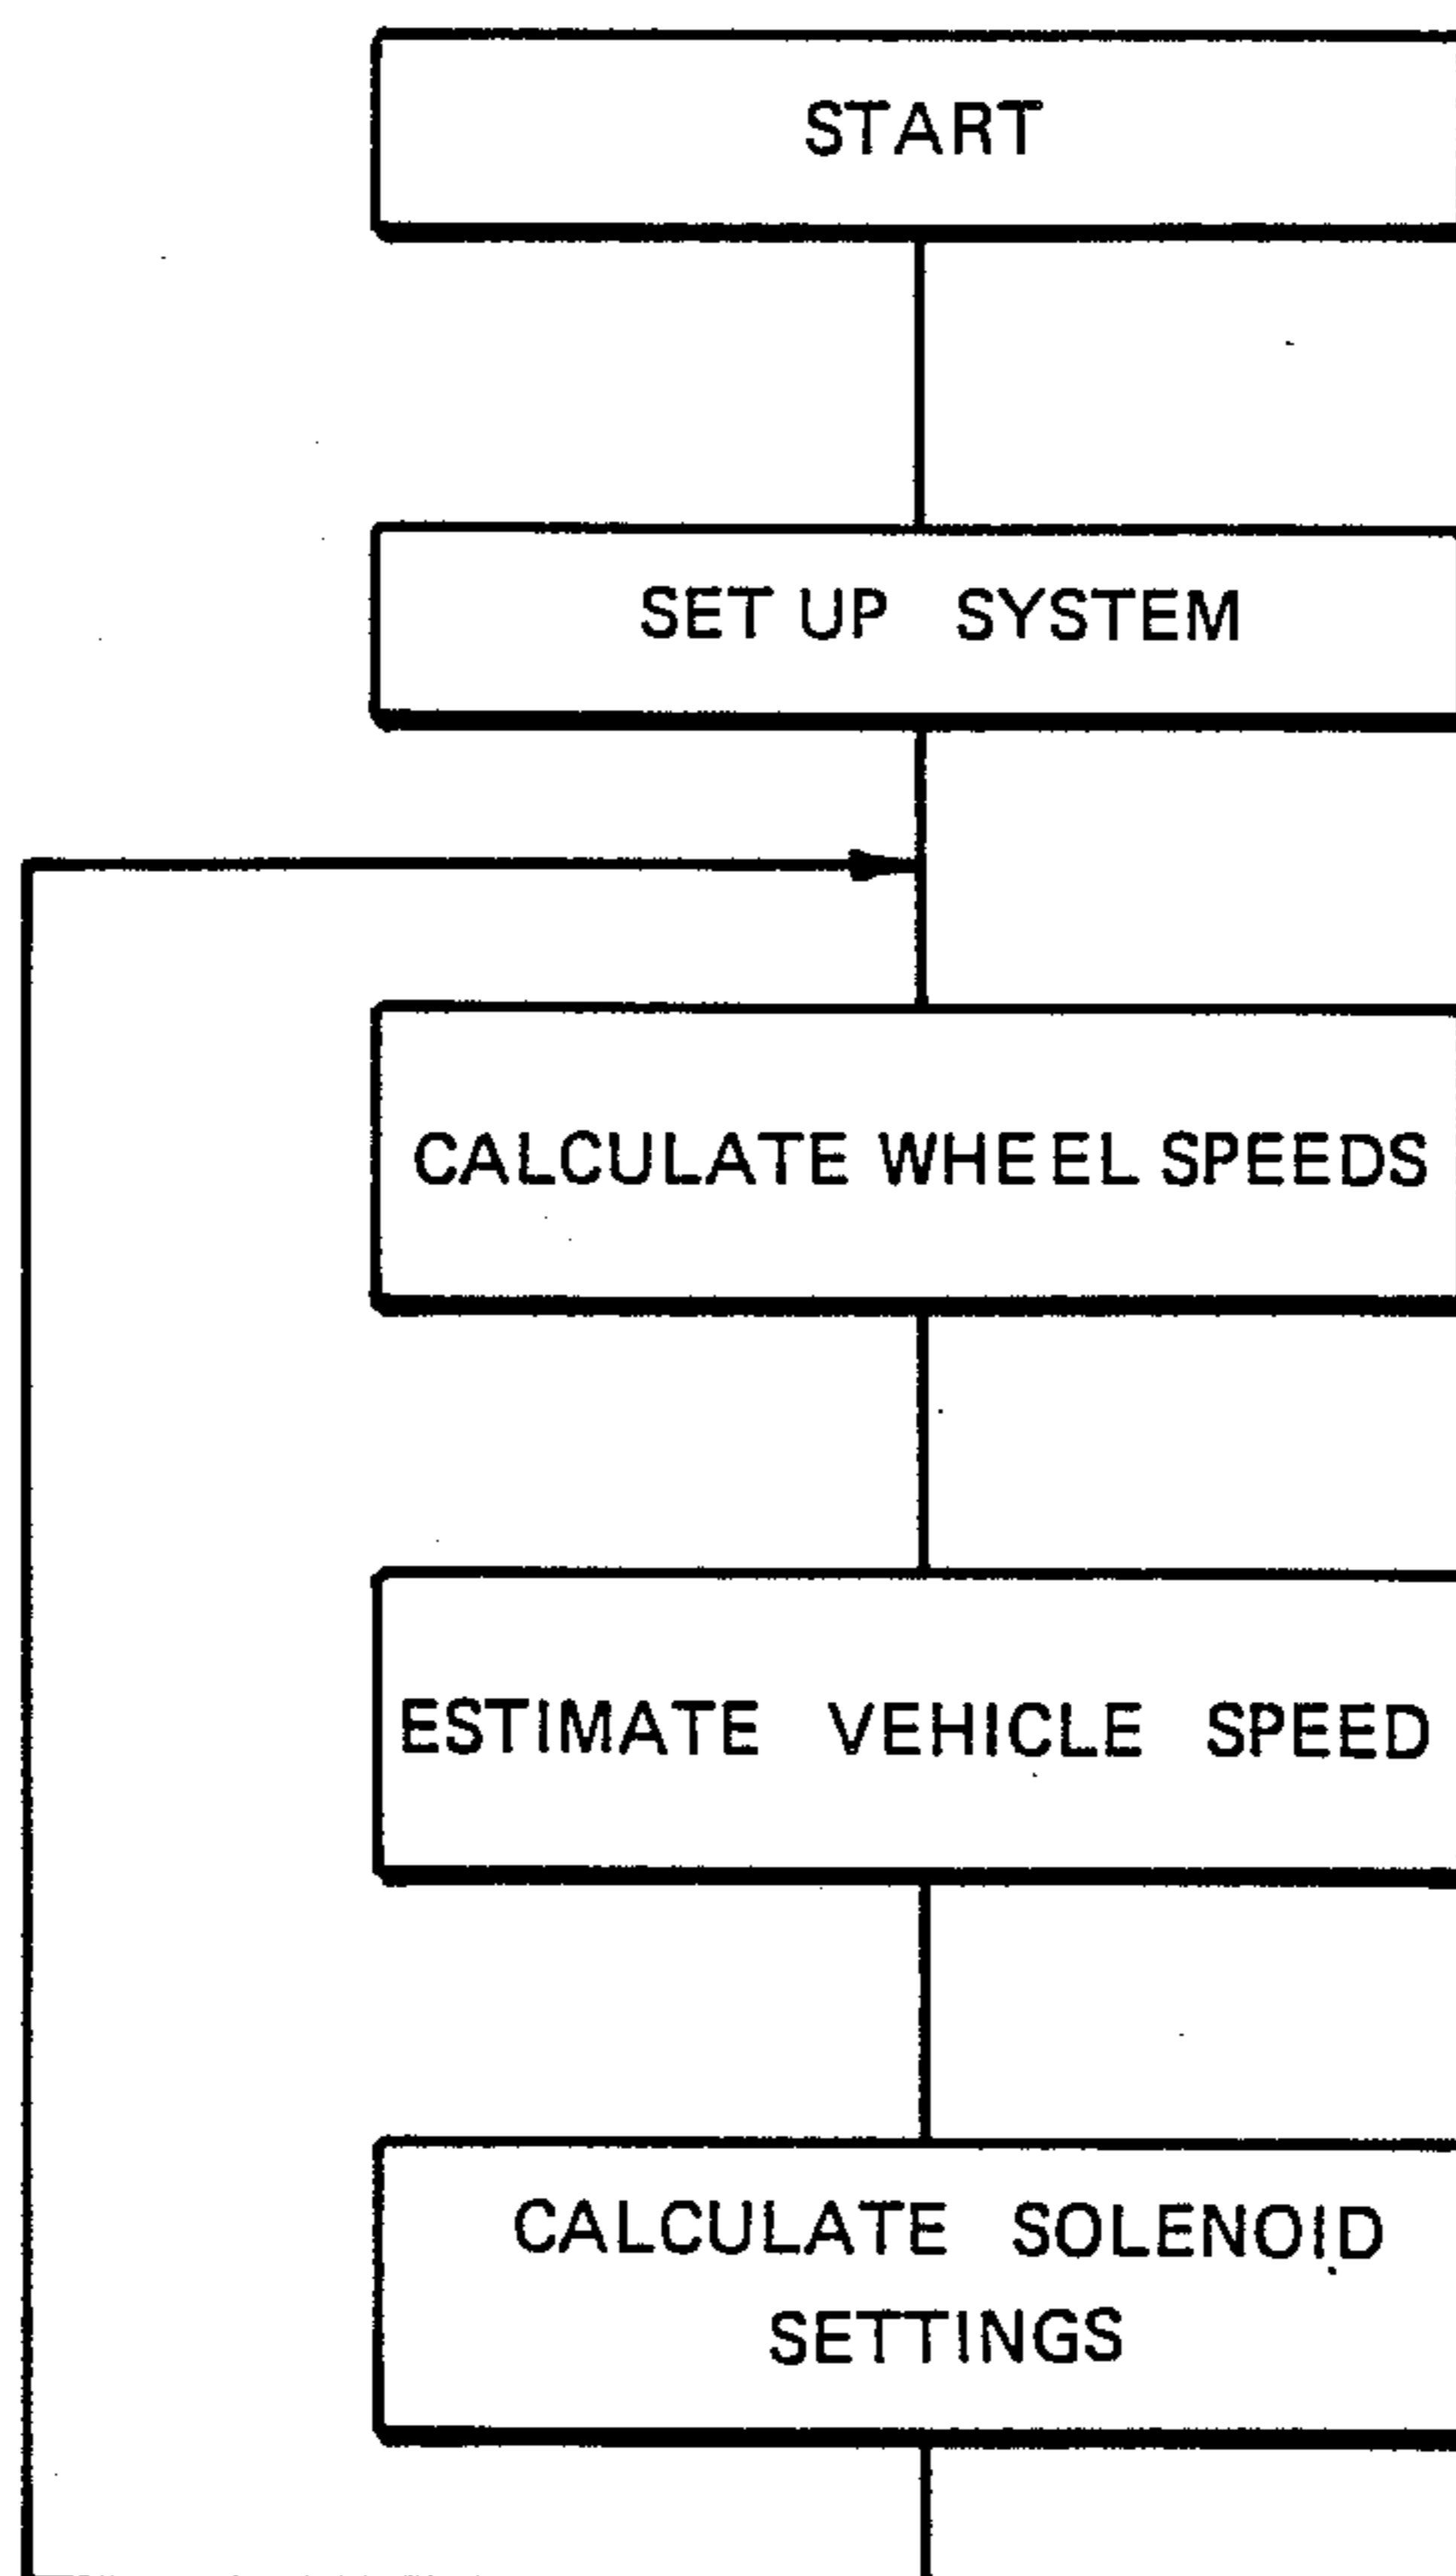 START
SET UP SYSTEM
CALCULATE WHEEL SPEEDS
ESTIMATE VEHICLE SPEED
CALCULATE SOLENOID
SETTINGS